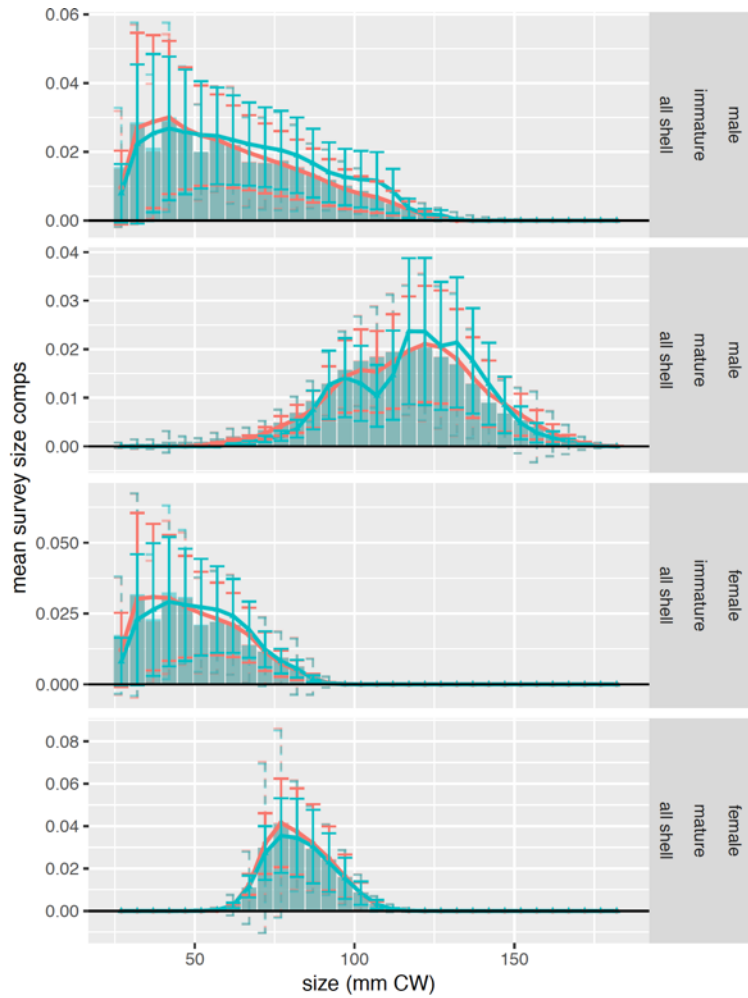 0.06
0.04
0.02
0.00
male
immature
all shell
0.04
0.03
0.02
0.01
0.00
male
mature
all shell
mean survey size comps
0.050
0.025
0.000
female
immature
all shell
0.08
0.06
0.04
0.02
0.00
female
mature
all shell
50 100 150
size (mm CW)